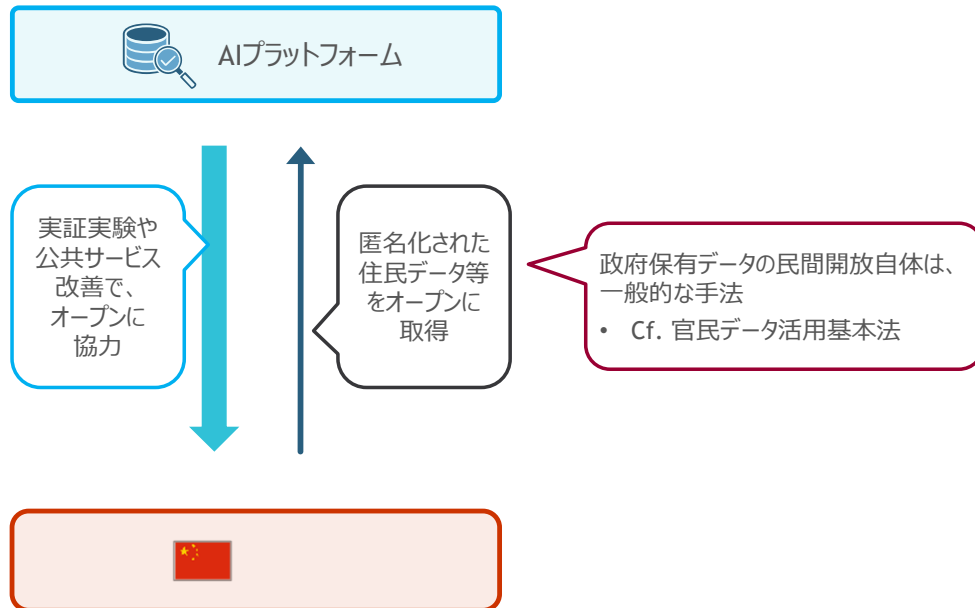 AIプラットフォーム
実証実験や
公共サービス
改善で、
オープンに
協力
匿名化された
住民データ等
をオープンに
取得
政府保有データの民間開放自体は、
一般的な手法
• Cf. 官民データ活用基本法